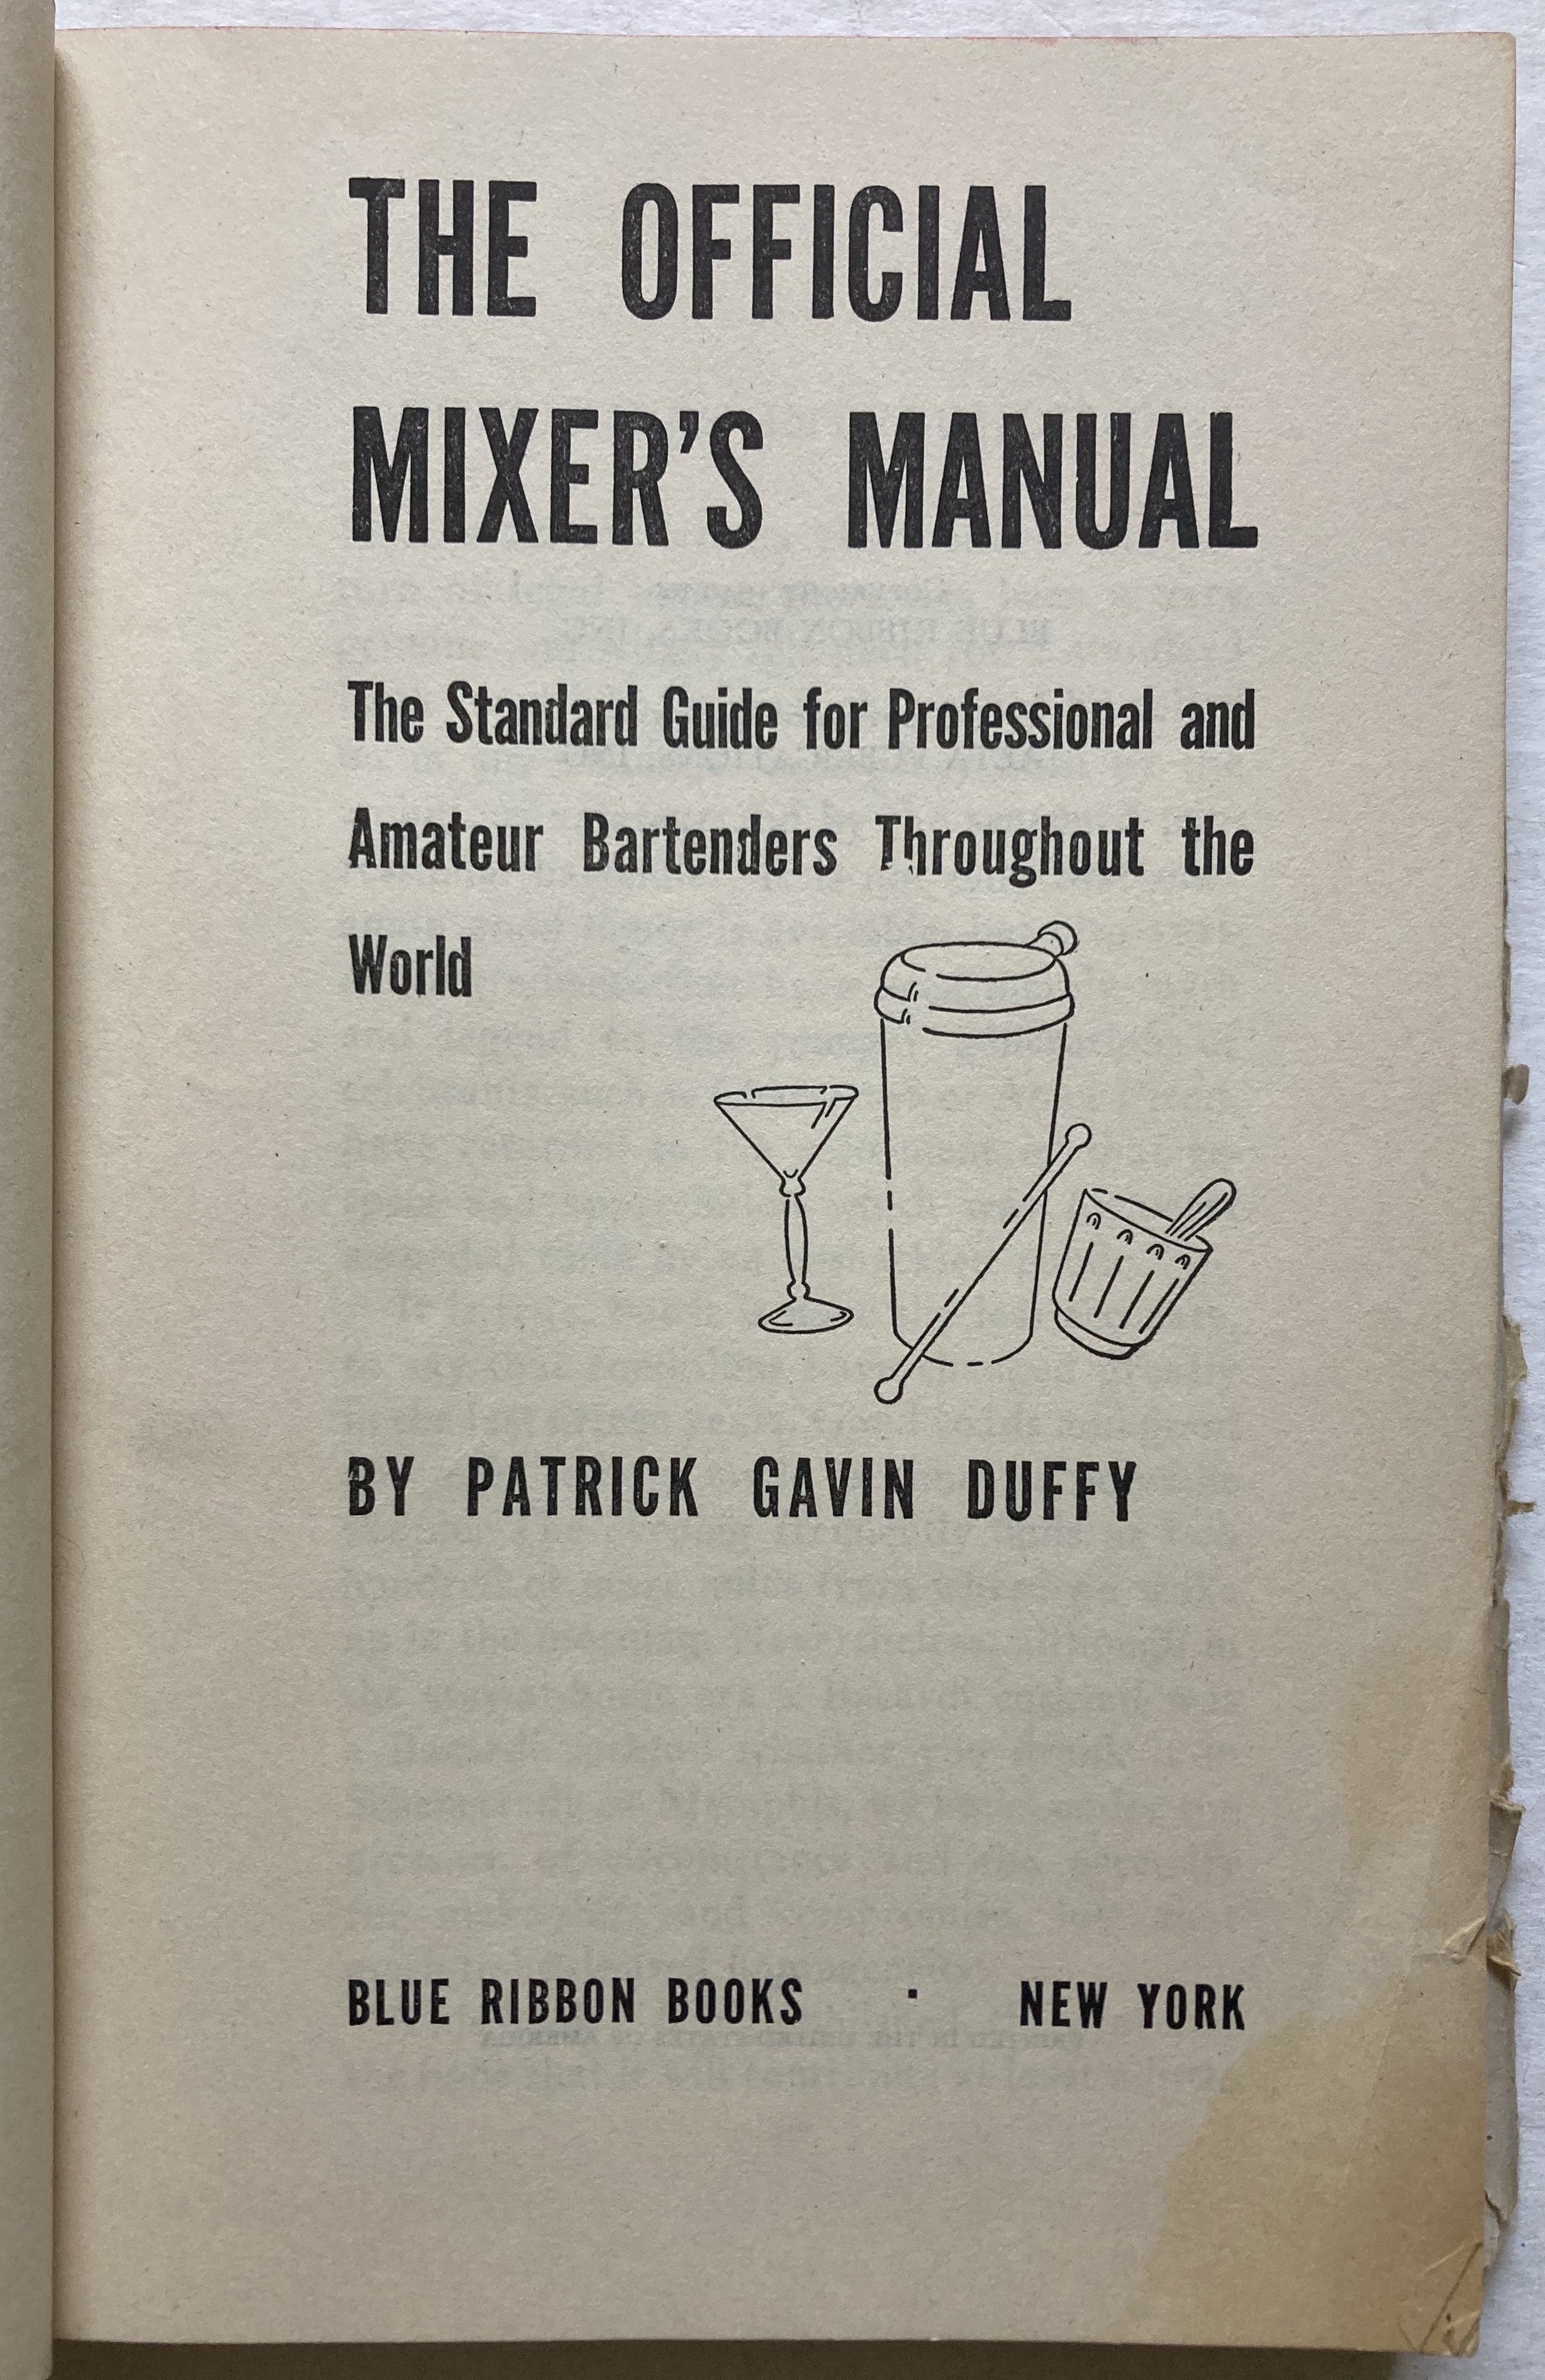 THE OFFICIAL
MIXER'S MANUAL
The Standard Guide for Professional and
Amateur Bartenders Throughout the
World
BY PATRICK GAVIN DUFFY
BLUE RIBBON BOOKS · NEW YORK